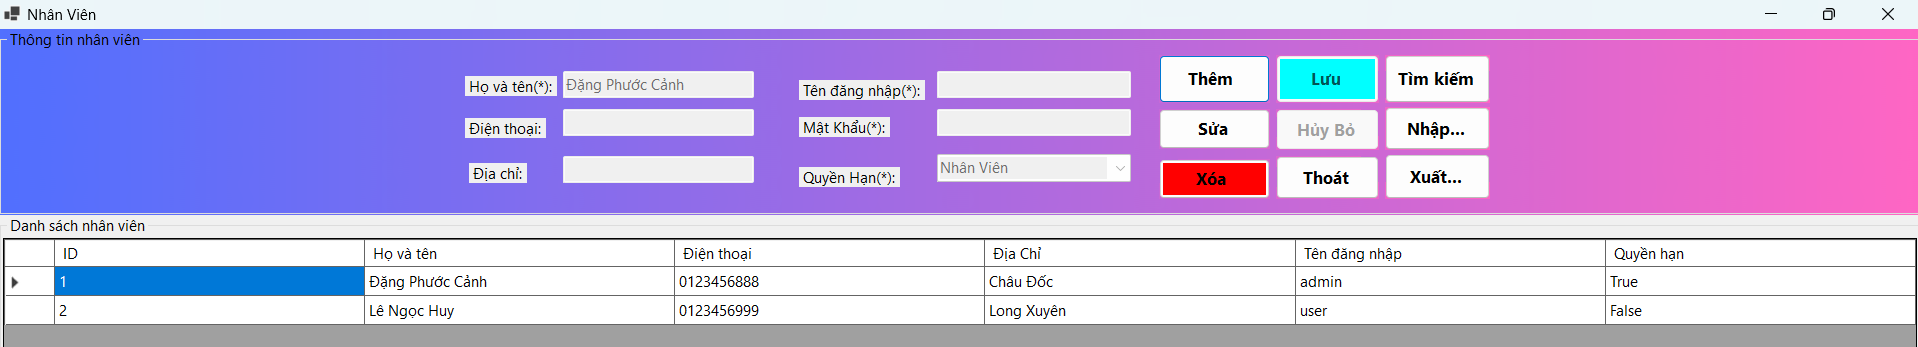 Nhân Viên
Thông tin nhân viên
Họ và tên(*): Đặng Phước Cảnh Tên đăng nhập(*): Thêm Lưu Tìm kiếm
Điện thoại: Mật Khẩu(*): Sửa Hủy Bỏ Nhập...
Địa chỉ: Quyền Hạn(*): Nhân Viên Xóa Thoát Xuất...
Danh sách nhân viên
ID Họ và tên Điện thoại Địa Chỉ Tên đăng nhập Quyền hạn
1 Đặng Phước Cảnh 0123456888 Châu Đốc admin True
2 Lê Ngọc Huy 0123456999 Long Xuyên user False